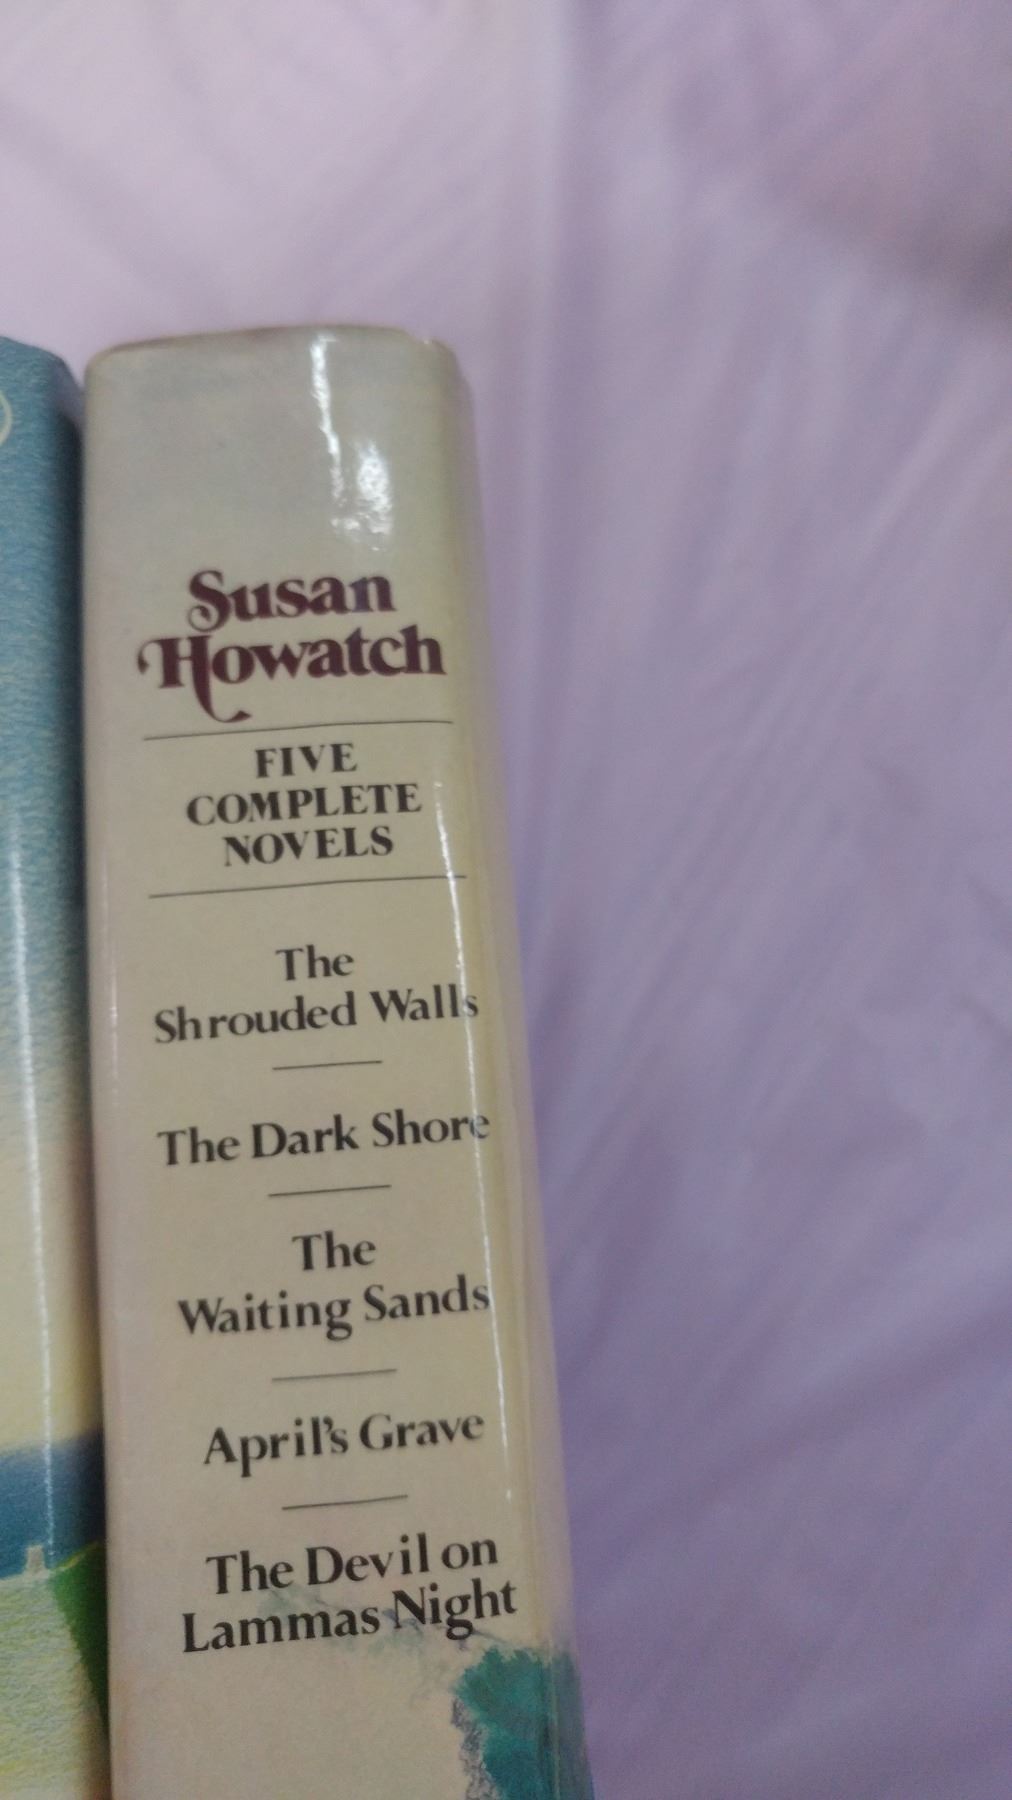 Susan
Howatch
FIVE
COMPLETE
NOVELS
The
Shrouded Walls
The Dark Shore
The
Waiting Sands
April's Grave
The Devil on
Lammas Night